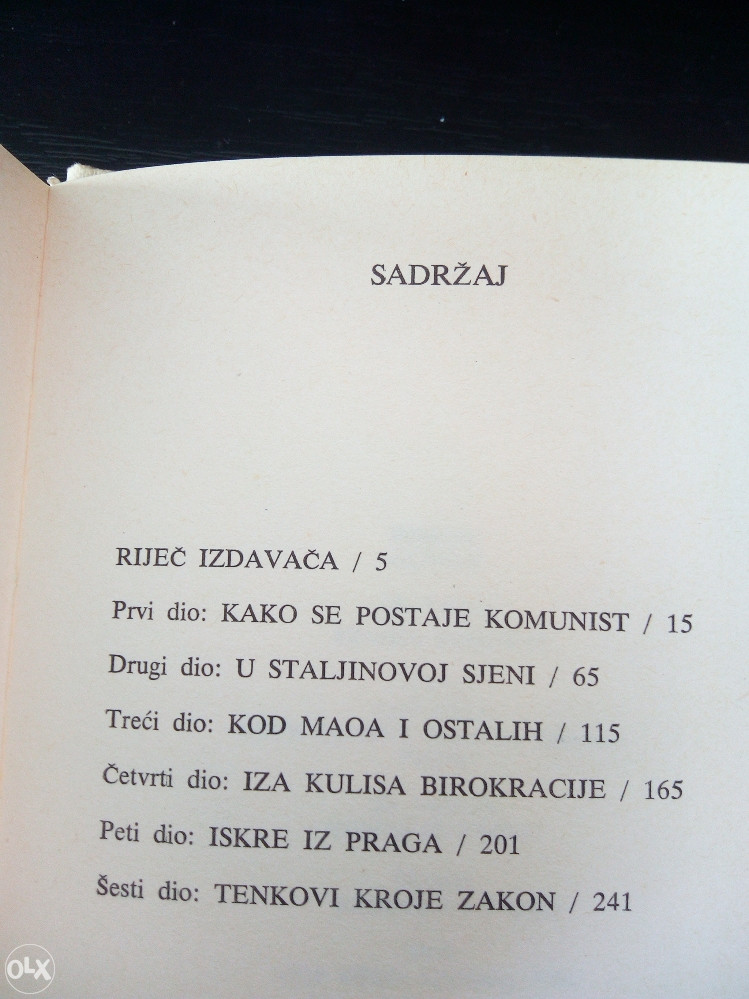 SADRŽAJ
RIJEČ IZDAVAČA / 5
Prvi dio: KAKO SE POSTAJE KOMUNIST / 15
Drugi dio: U STALJINOVOJ SJENI / 65
Treći dio: KOD MAOA I OSTALIH / 115
Četvrti dio: IZA KULISA BIROKRACIJE / 165
Peti dio: ISKRE IZ PRAGA / 201
Šesti dio: TENKOVI KROJE ZAKON / 241
OLX